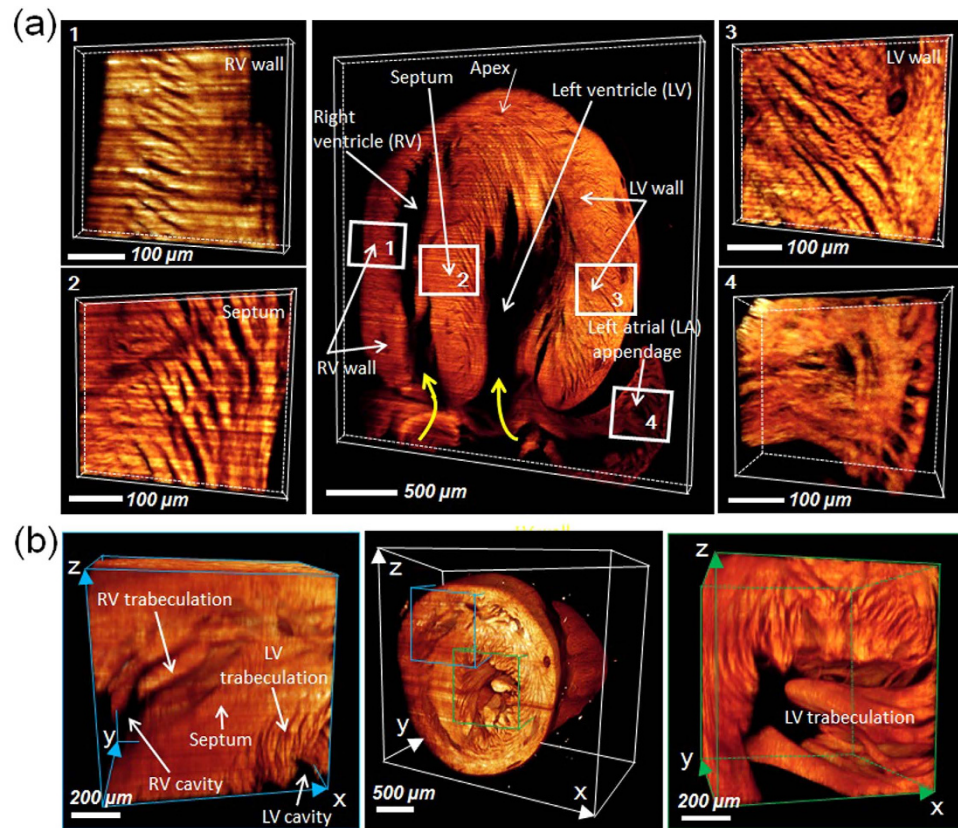 (a)
1
RV wall
100 µm
2
Septum
100 µm
Apex
Septum
Left ventricle (LV)
Right
ventricle (RV)
LV wall
1
2
3
Left atrial (LA)
appendage
RV wall
4
500 µm
3
LV wall
100 µm
4
100 µm
(b)
z
RV trabeculation
LV
trabeculation
y
Septum
RV cavity
x
200 µm
LV cavity
z
y
500 µm
x
z
LV trabeculation
y
200 µm
x